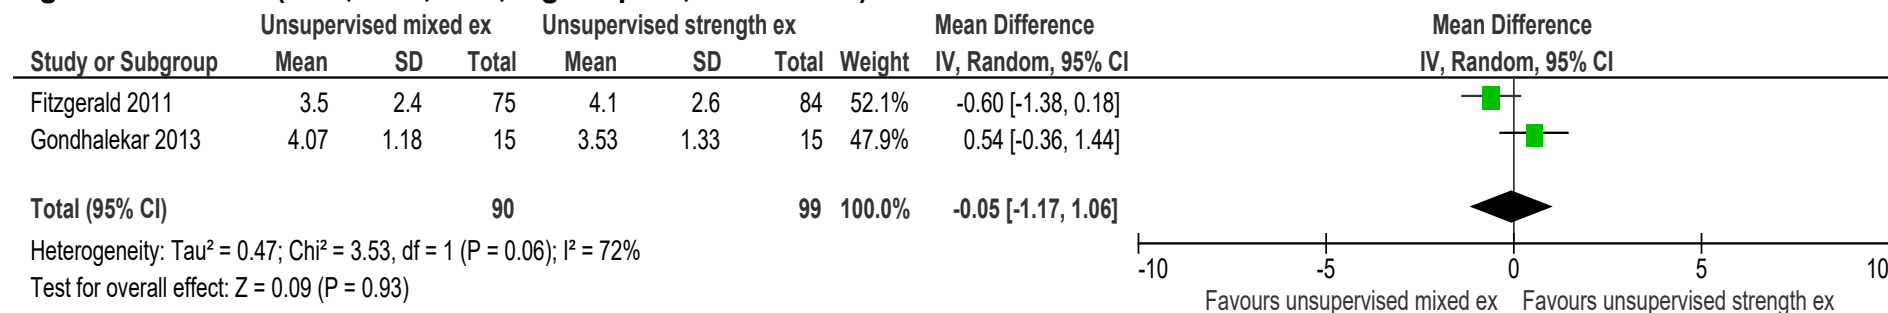 Unsupervised mixed ex Unsupervised strength ex Mean Difference Mean Difference
Study or Subgroup Mean SD Total Mean SD Total Weight IV, Random, 95% CI IV, Random, 95% CI
Fitzgerald 2011 3.5 2.4 75 4.1 2.6 84 52.1% -0.60 [-1.38, 0.18]
Gondhalekar 2013 4.07 1.18 15 3.53 1.33 15 47.9% 0.54 [-0.36, 1.44]
Total (95% CI) 90 99 100.0% -0.05 [-1.17, 1.06]
Heterogeneity: Tau² = 0.47; Chi² = 3.53, df = 1 (P = 0.06); I² = 72%
Test for overall effect: Z = 0.09 (P = 0.93)
-10 -5 0 5 10
Favours unsupervised mixed ex Favours unsupervised strength ex